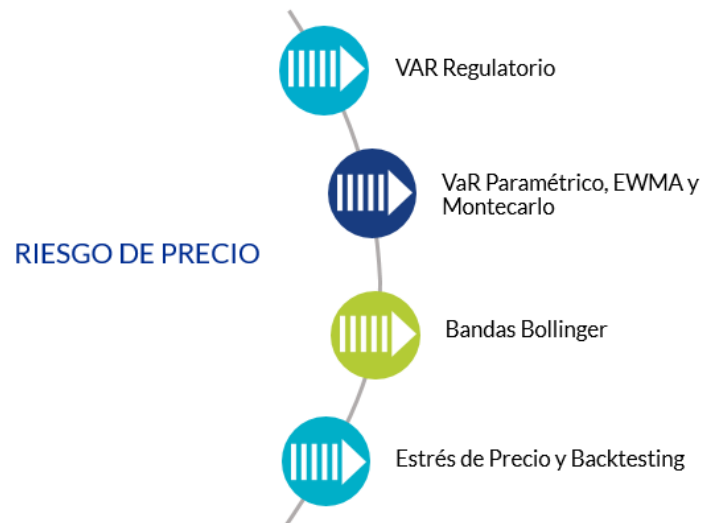 VAR Regulatorio
VaR Paramétrico, EWMA y
Montecarlo
RIESGO DE PRECIO
Bandas Bollinger
Estrés de Precio y Backtesting